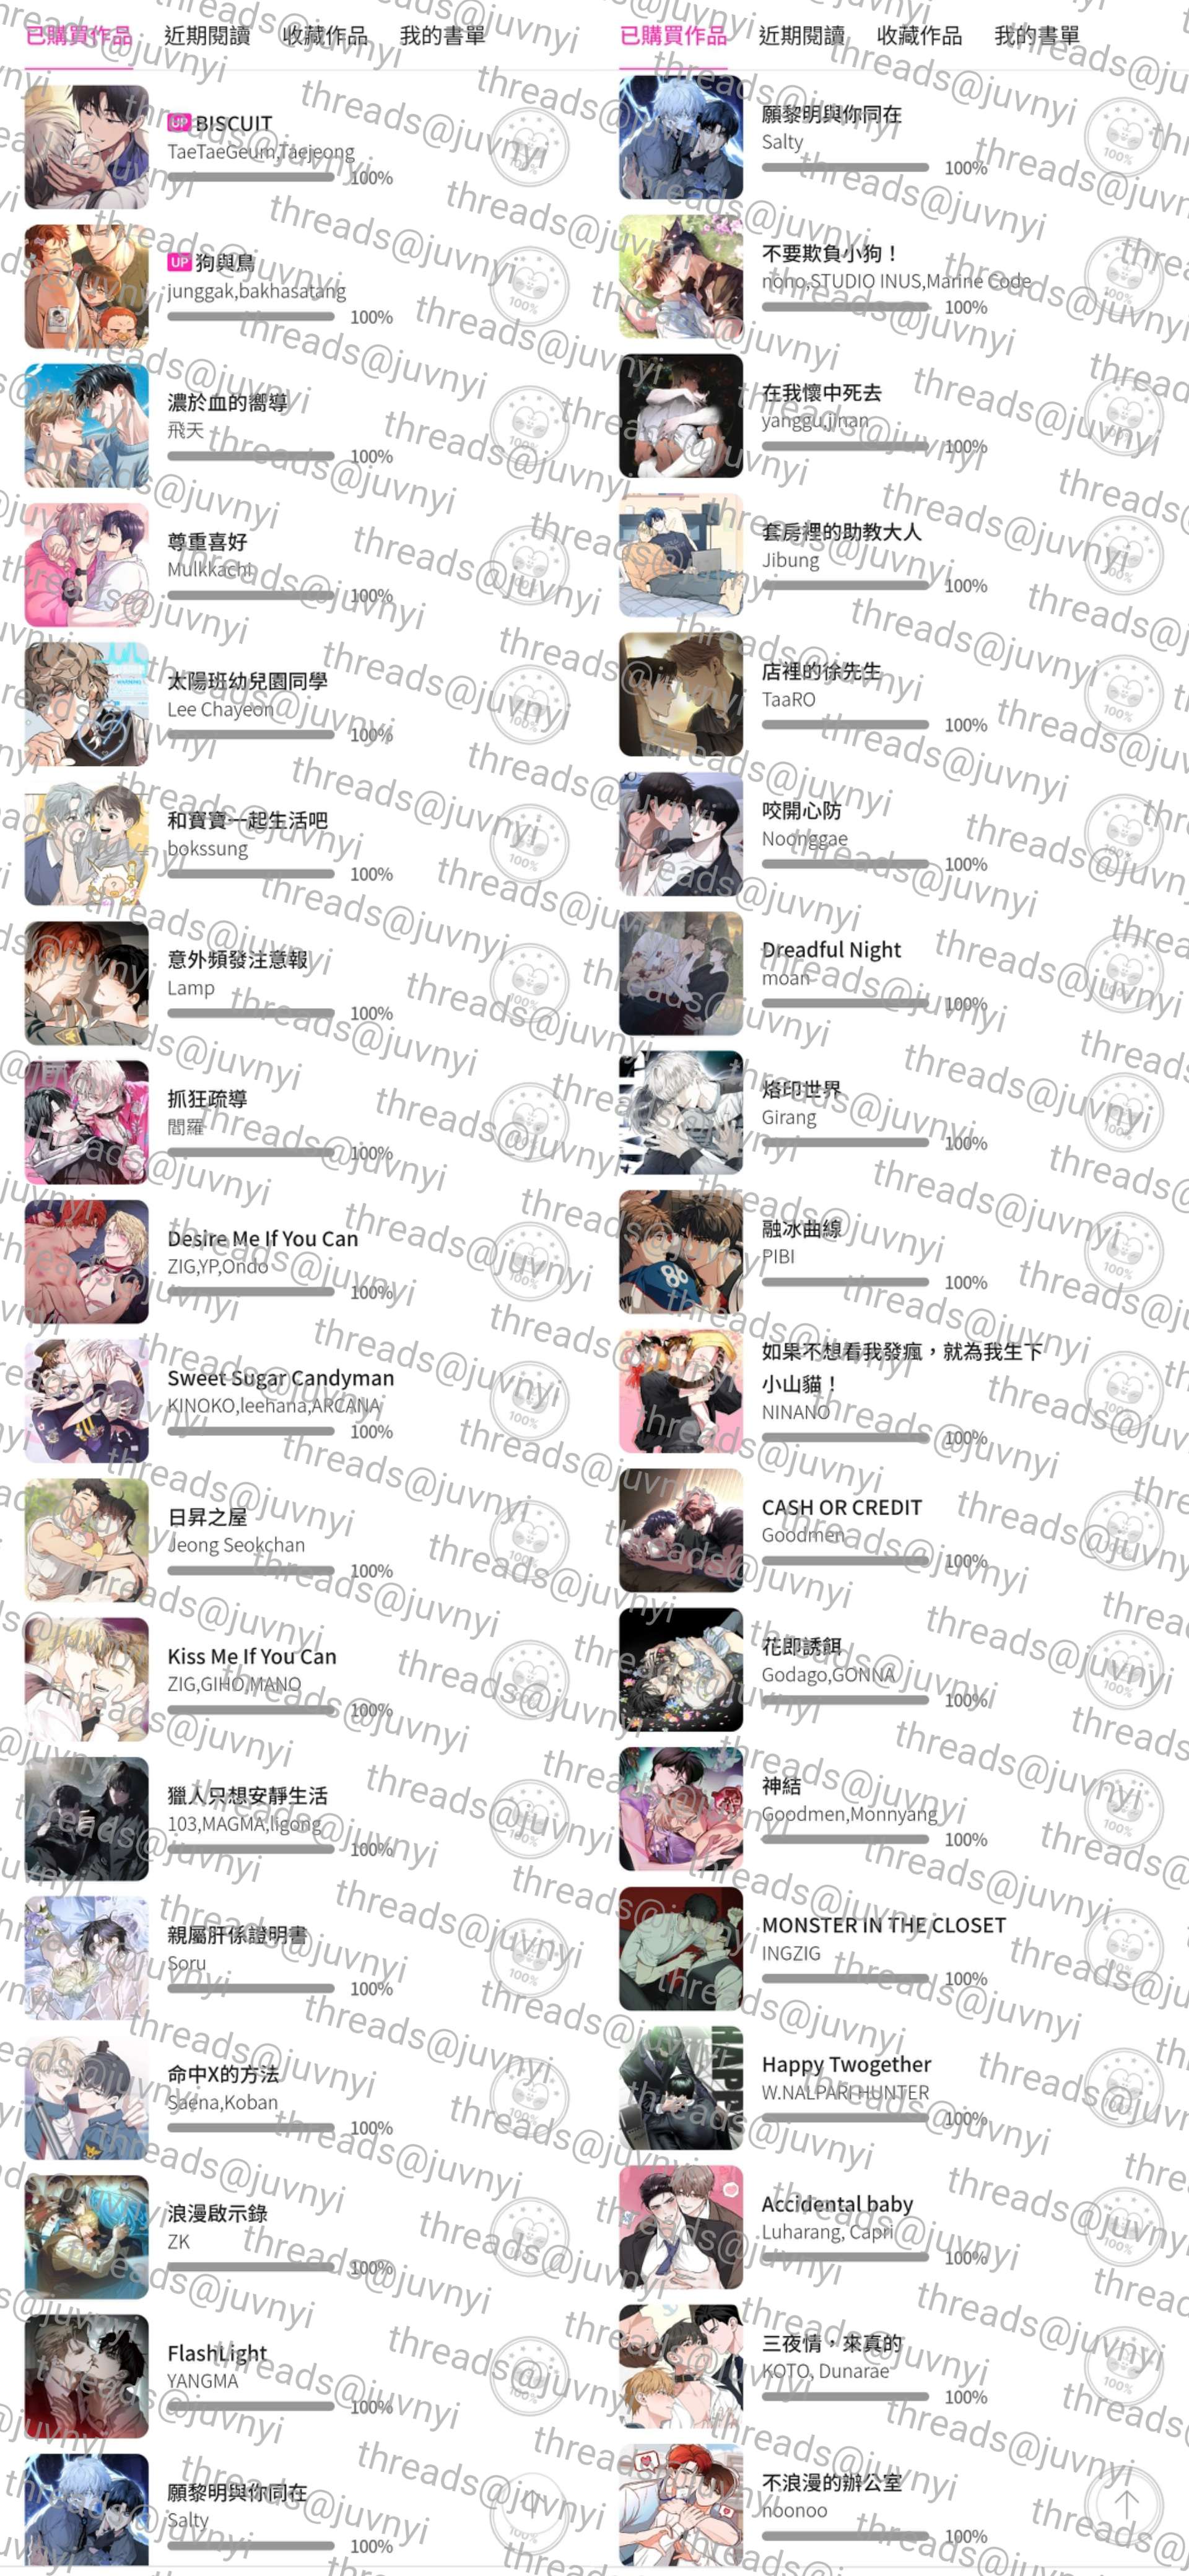 已購買作品 近期閱讀 收藏作品 我的書單
UP BISCUIT
TaeTaeGeum,Taejeong
100%
UP 狗與鳥
junggak,bakhasatang
100%
濃於血的嚮導
飛天
100%
尊重喜好
Mulkkachi
100%
太陽班幼兒園同學
Lee Chayeon
100%
和寶寶一起生活吧
bokssung
100%
意外頻發注意報
Lamp
100%
抓狂疏導
閻羅
100%
Desire Me If You Can
ZIG,YP,Ondo
100%
Sweet Sugar Candyman
KINOKO,leehana,ARCANA
100%
日昇之屋
Jeong Seokchan
100%
Kiss Me If You Can
ZIG,GIHO,MANO
100%
獵人只想安靜生活
103,MAGMA,ligong
100%
親屬肝係證明書
Soru
100%
命中X的方法
Saena,Koban
100%
浪漫啟示錄
ZK
100%
FlashLight
YANGMA
100%
願黎明與你同在
Salty
100%
已購買作品 近期閱讀 收藏作品 我的書單
願黎明與你同在
Salty
100%
不要欺負小狗！
nono,STUDIO INUS,Marine Code
100%
在我懷中死去
yanggu,jinan
100%
套房裡的助教大人
Jibung
100%
店裡的徐先生
TaaRO
100%
咬開心防
Noonggae
100%
Dreadful Night
moan
100%
烙印世界
Girang
100%
融冰曲線
PIBI
100%
如果不想看我發瘋，就為我生下
小山貓！
NINANO
100%
CASH OR CREDIT
Goodmen
100%
花即誘餌
Godago,GONNA
100%
神結
Goodmen,Monnyang
100%
MONSTER IN THE CLOSET
INGZIG
100%
Happy Twogether
W.NALPARI HUNTER
100%
Accidental baby
Luharang, Capri
100%
三夜情，來真的
KOTO, Dunarae
100%
不浪漫的辦公室
noonoo
100%
threads@juvnyi